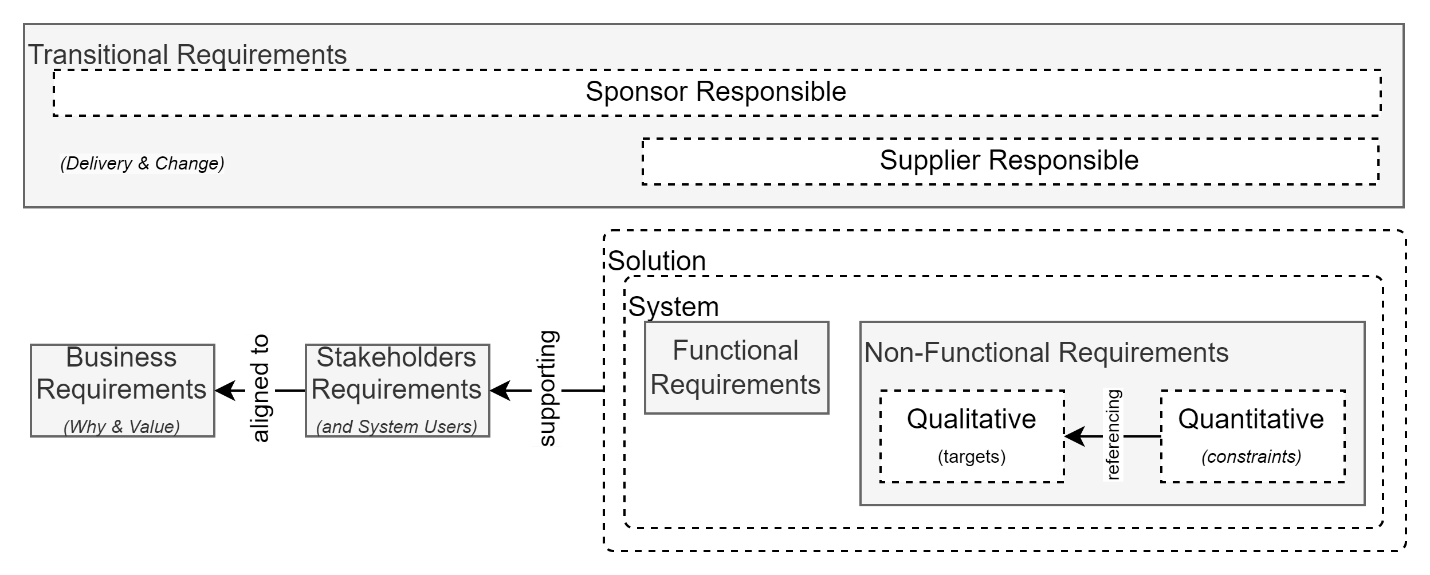 Transitional Requirements
Sponsor Responsible
Supplier Responsible
(Delivery & Change)
Solution
System
Business
Requirements
(Why & Value)
aligned to
Stakeholders
Requirements
(and System Users)
supporting
Functional
Requirements
Non-Functional Requirements
Qualitative
(targets)
referencing
Quantitative
(constraints)